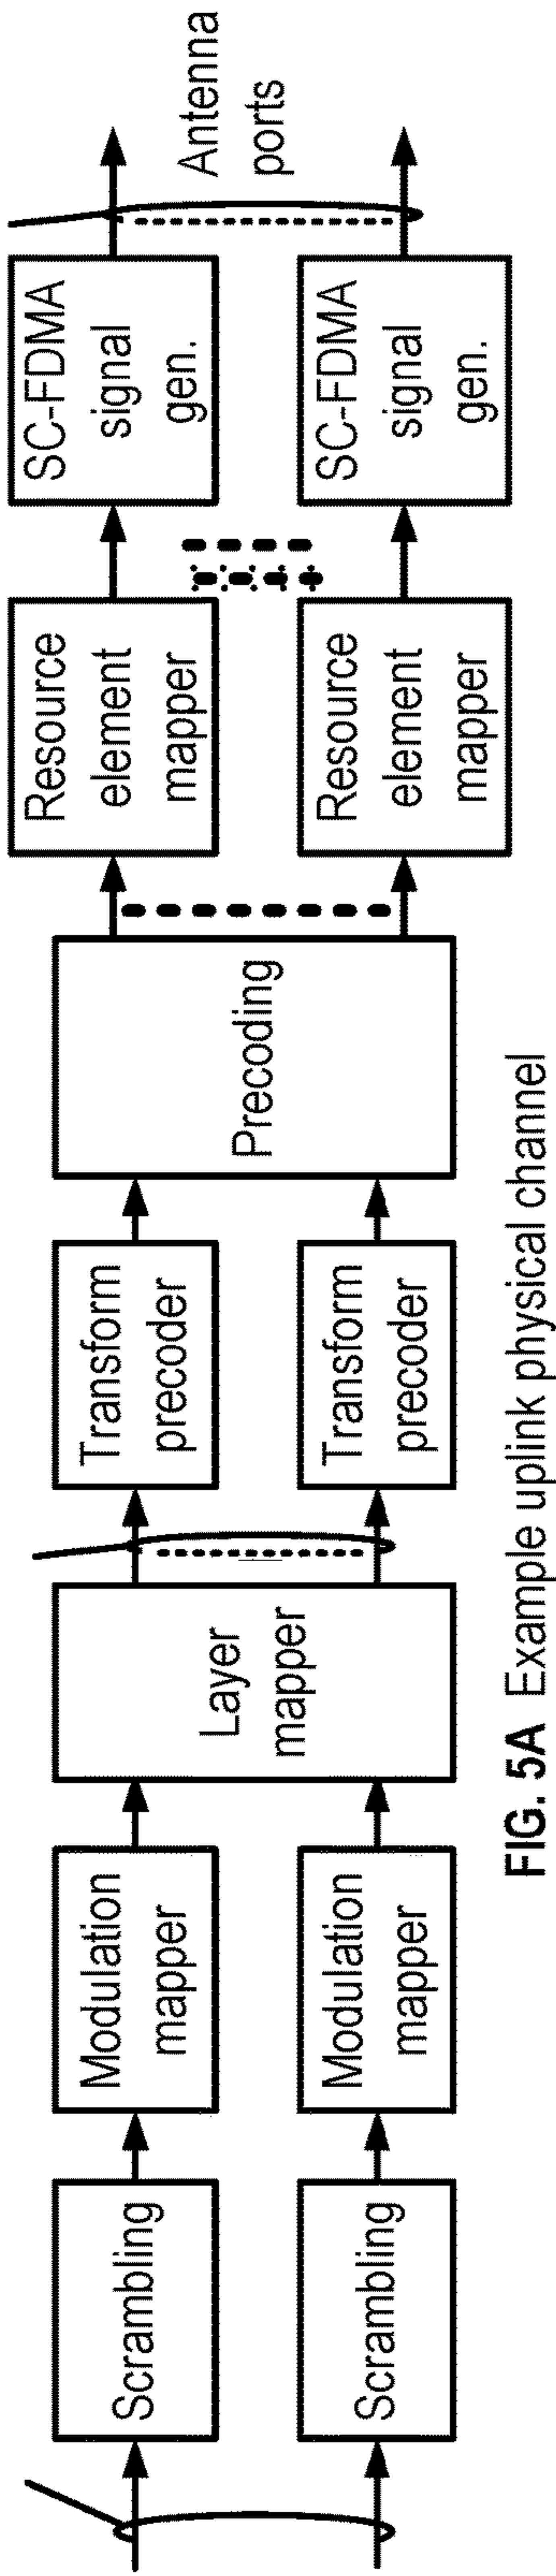 Scrambling
Scrambling
Modulation
mapper
Modulation
mapper
Layer
mapper
Transform
precoder
Transform
precoder
Precoding
Resource
element
mapper
Resource
element
mapper
SC-FDMA
signal
gen.
SC-FDMA
signal
gen.
Antenna
ports
FIG. 5A Example uplink physical channel